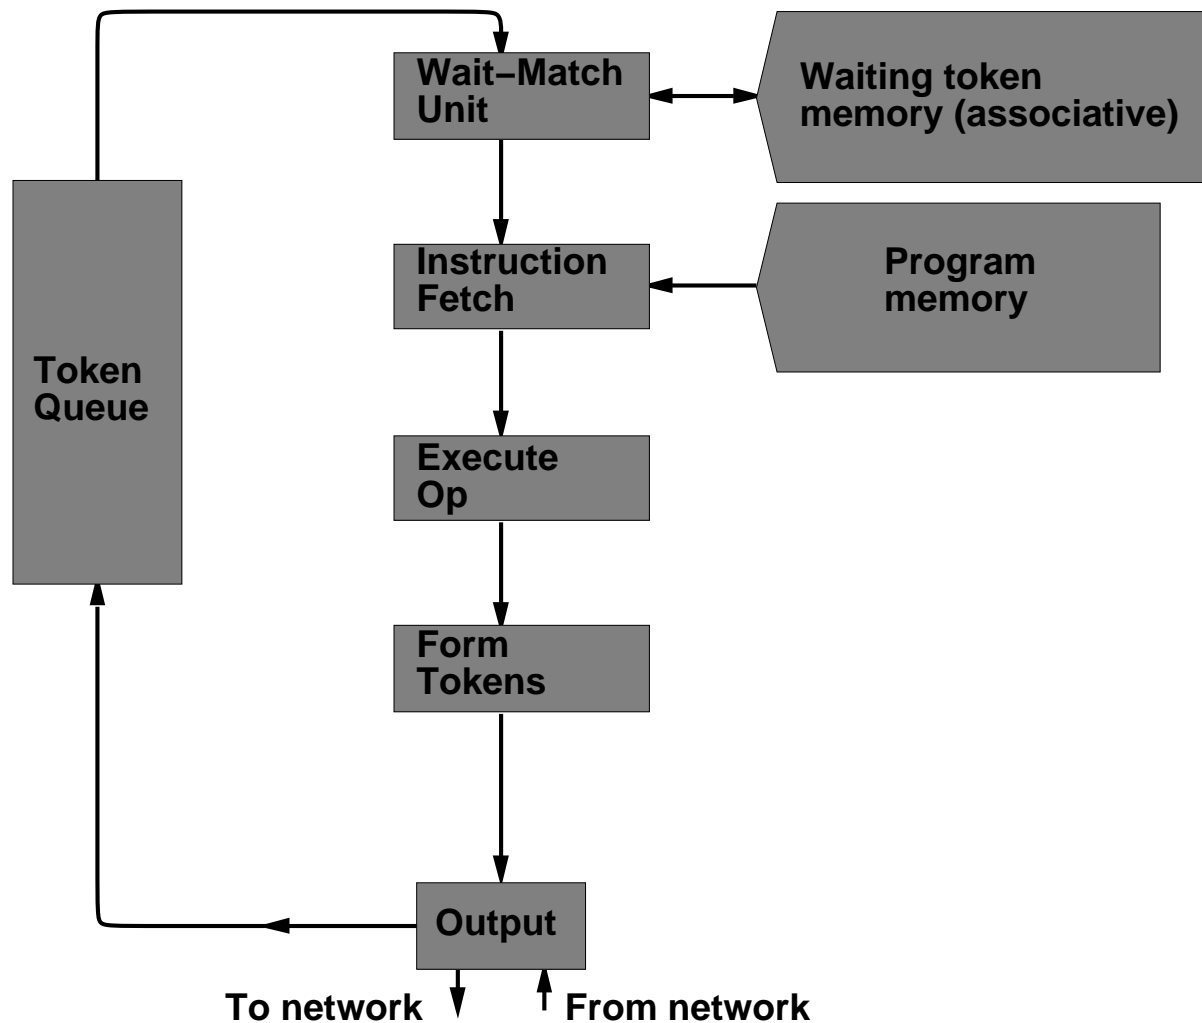 Wait–Match
Unit
Waiting token
memory (associative)
Instruction
Fetch
Program
memory
Token
Queue
Execute
Op
Form
Tokens
Output
To network
From network